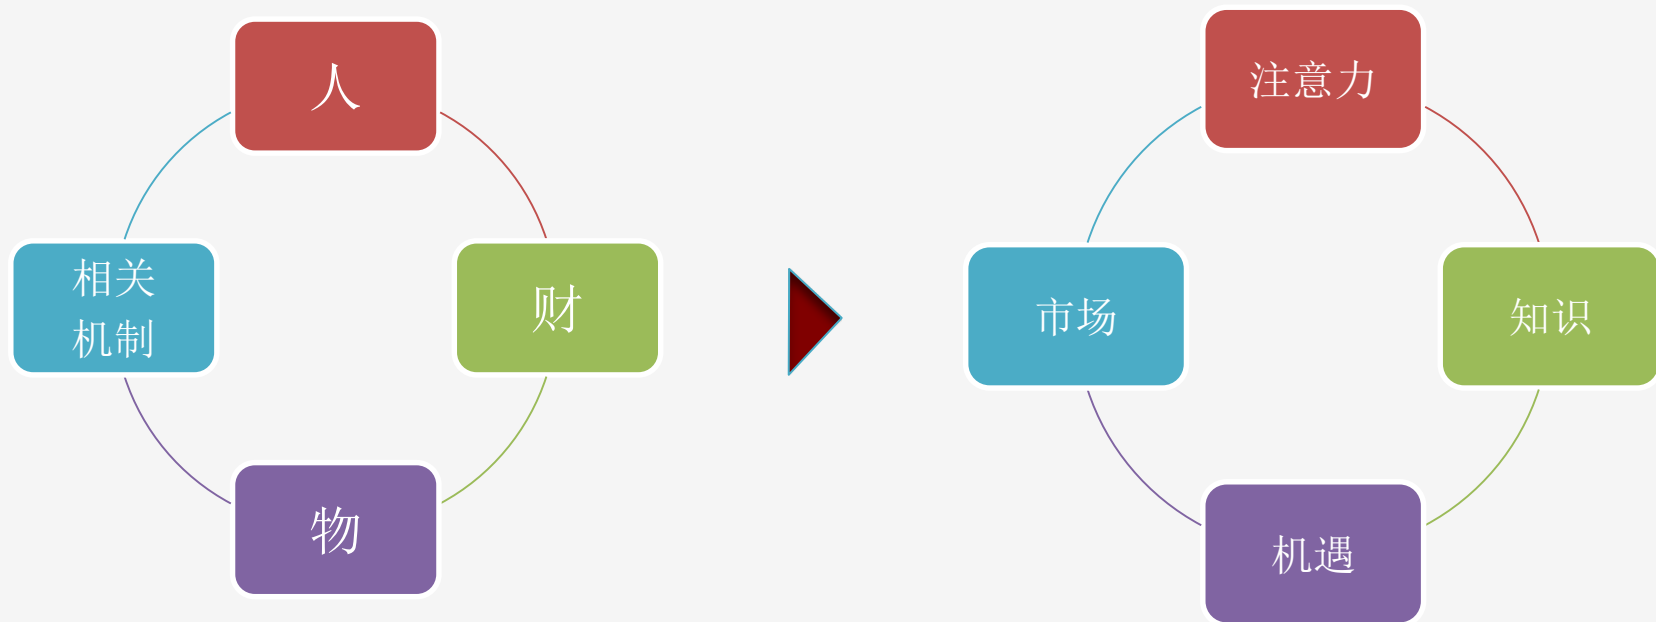 人
财
物
相关
机制
注意力
知识
机遇
市场